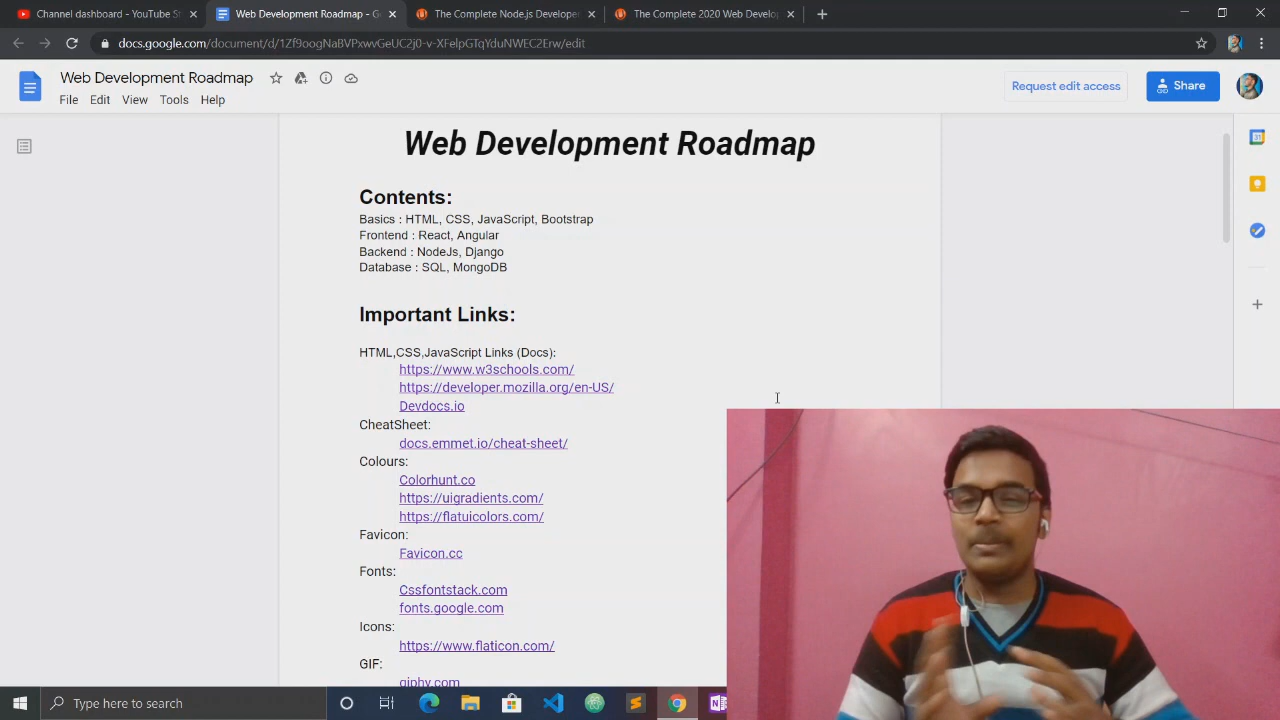 Channel dashboard - YouTube St
Web Development Roadmap - G
The Complete Node.js Developer
The Complete 2020 Web Develop
docs.google.com/document/d/1Zf9oogNaBVPxwvGeUC2j0-v-XFelpGTqYduNWEC2Erw/edit
Web Development Roadmap
File Edit View Tools Help
Request edit access
Share
Web Development Roadmap
Contents:
Basics : HTML, CSS, JavaScript, Bootstrap
Frontend : React, Angular
Backend : NodeJs, Django
Database : SQL, MongoDB
Important Links:
HTML,CSS,JavaScript Links (Docs):
https://www.w3schools.com/
https://developer.mozilla.org/en-US/
Devdocs.io
CheatSheet:
docs.emmet.io/cheat-sheet/
Colours:
Colorhunt.co
https://uigradients.com/
https://flatuicolors.com/
Favicon:
Favicon.cc
Fonts:
Cssfontstack.com
fonts.google.com
Icons:
https://www.flaticon.com/
GIF:
giphy.com
Type here to search